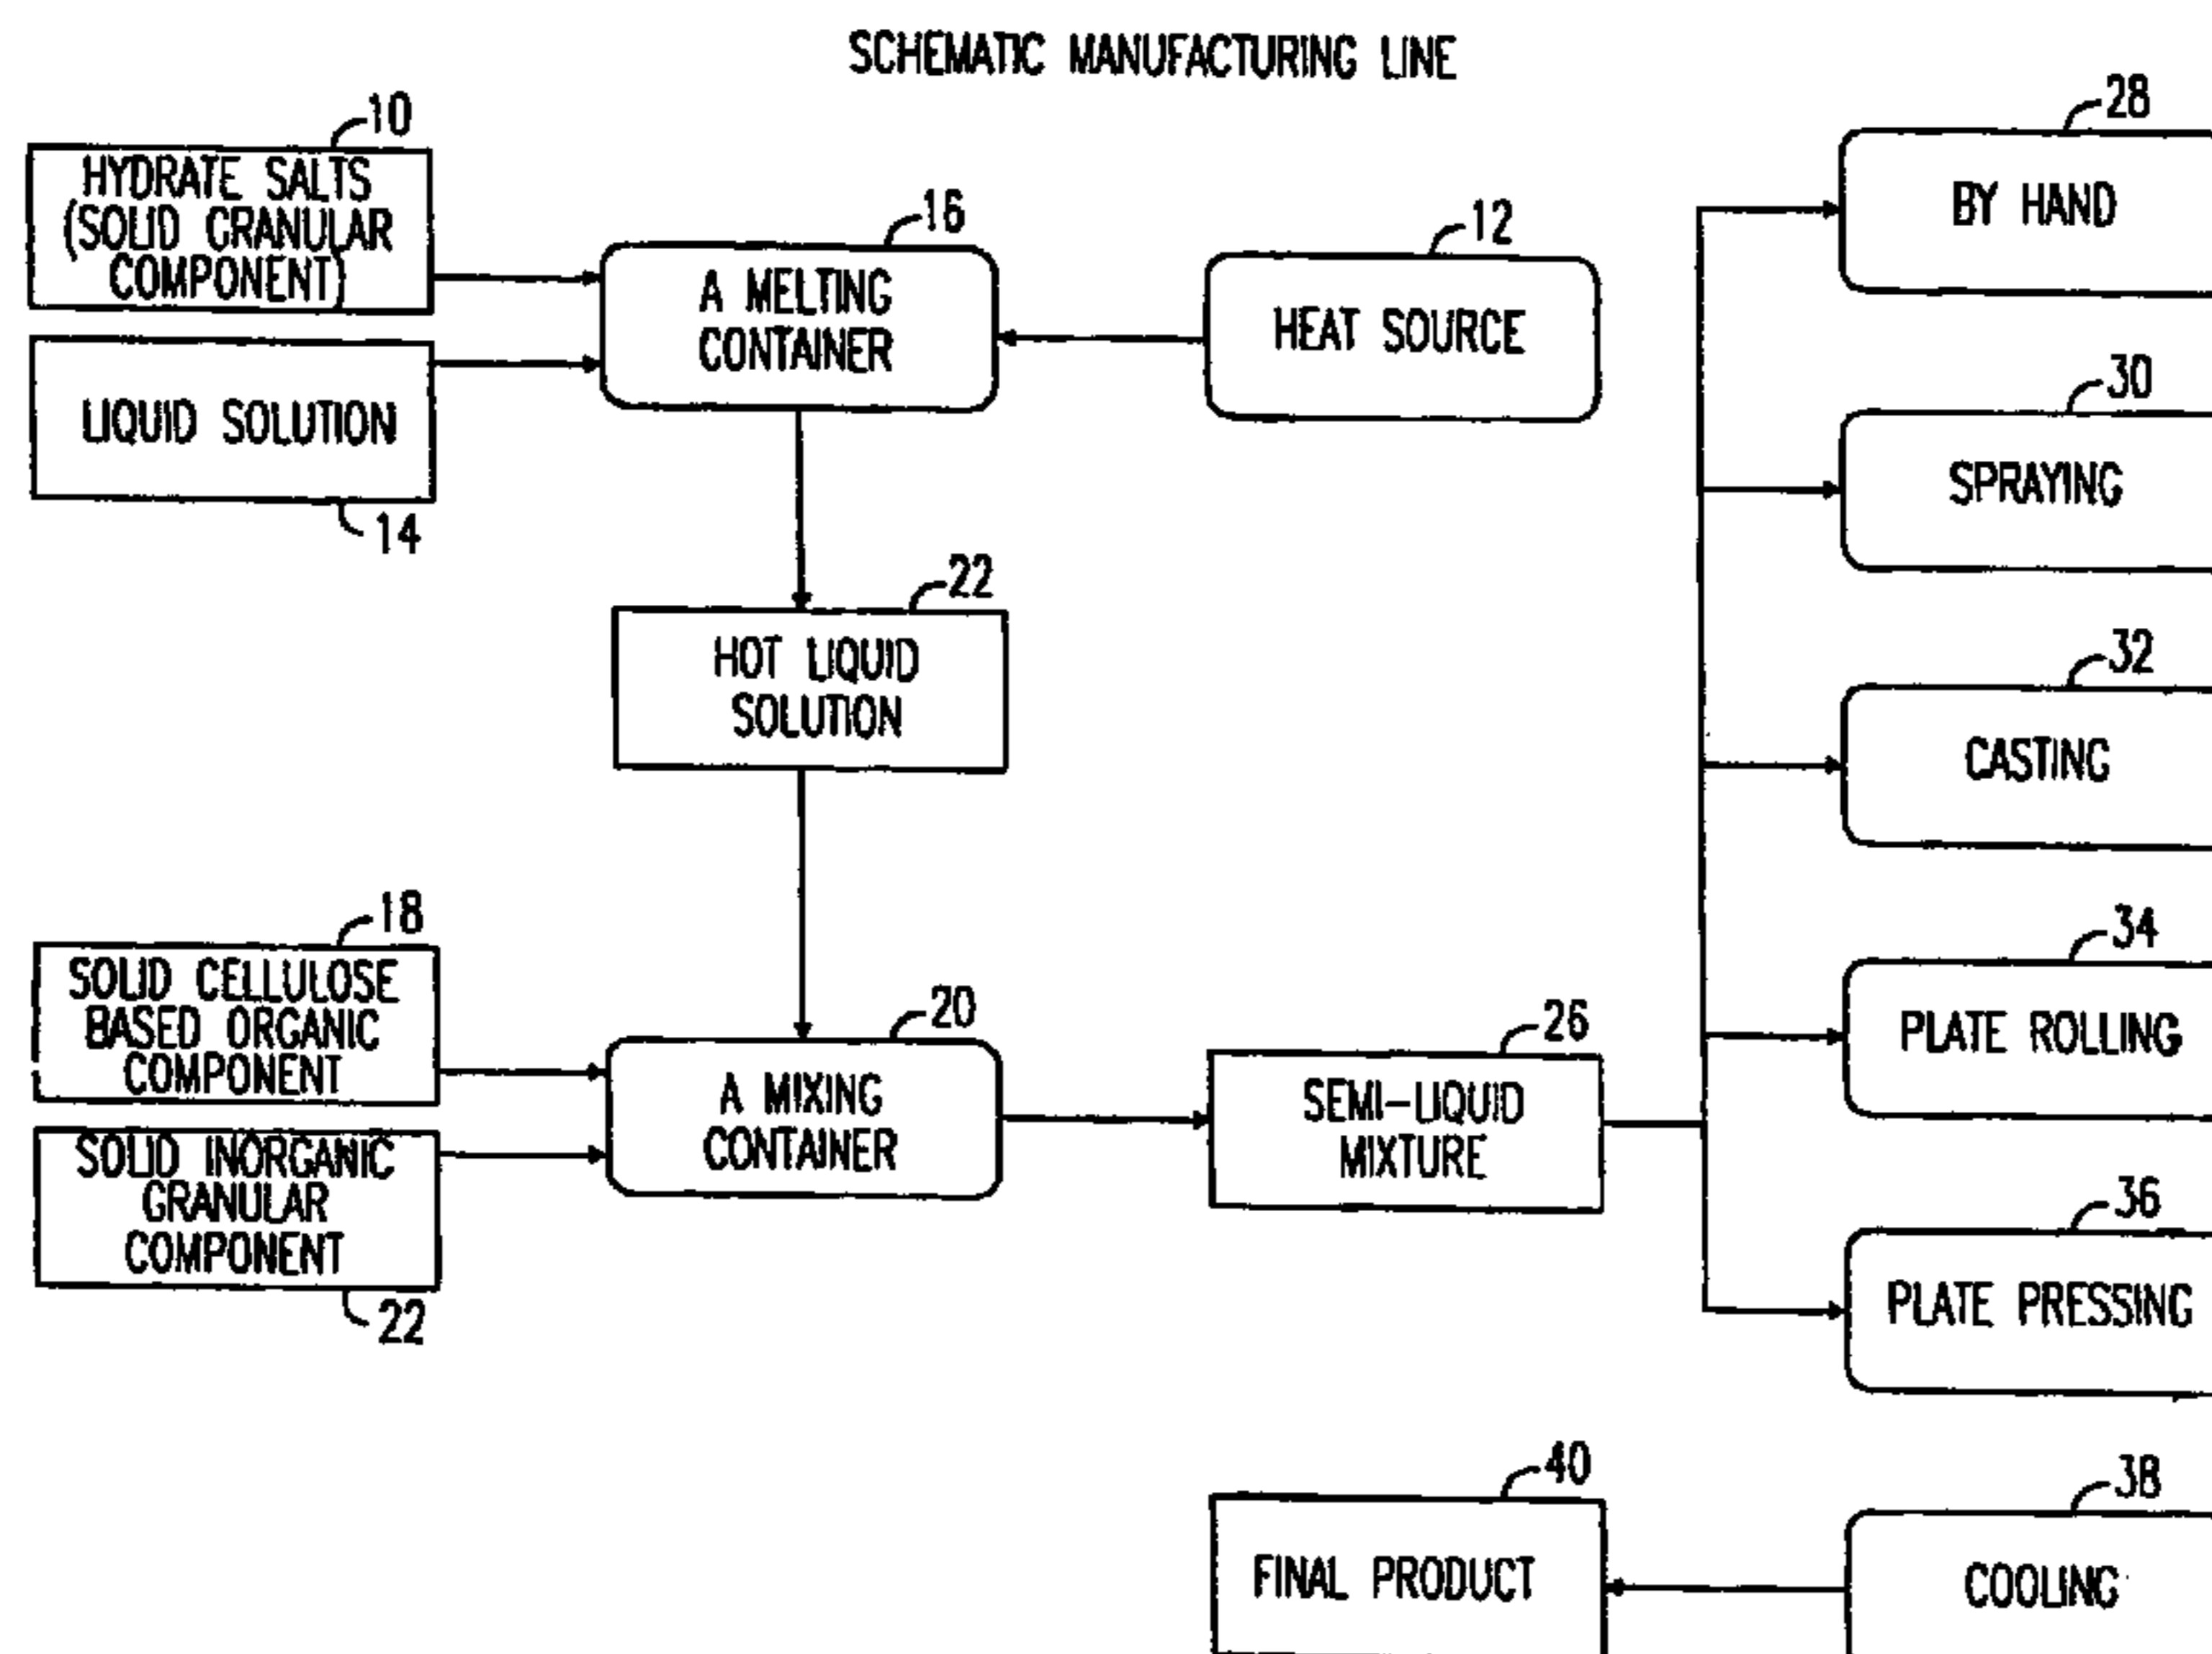 SCHEMATIC MANUFACTURING LINE
10
HYDRATE SALTS
(SOLID GRANULAR
COMPONENT)
LIQUID SOLUTION
14
16
A MELTING
CONTAINER
12
HEAT SOURCE
22
HOT LIQUID
SOLUTION
18
SOLID CELLULOSE
BASED ORGANIC
COMPONENT
SOLID INORGANIC
GRANULAR
COMPONENT
22
20
A MIXING
CONTAINER
26
SEMI-LIQUID
MIXTURE
28
BY HAND
30
SPRAYING
32
CASTING
34
PLATE ROLLING
36
PLATE PRESSING
38
COOLING
40
FINAL PRODUCT